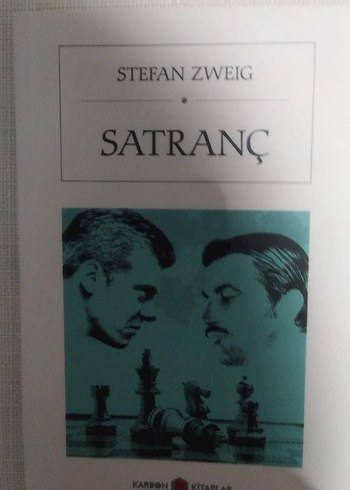 STEFAN ZWEIG
SATRANÇ
KARBON KİTAPLAR